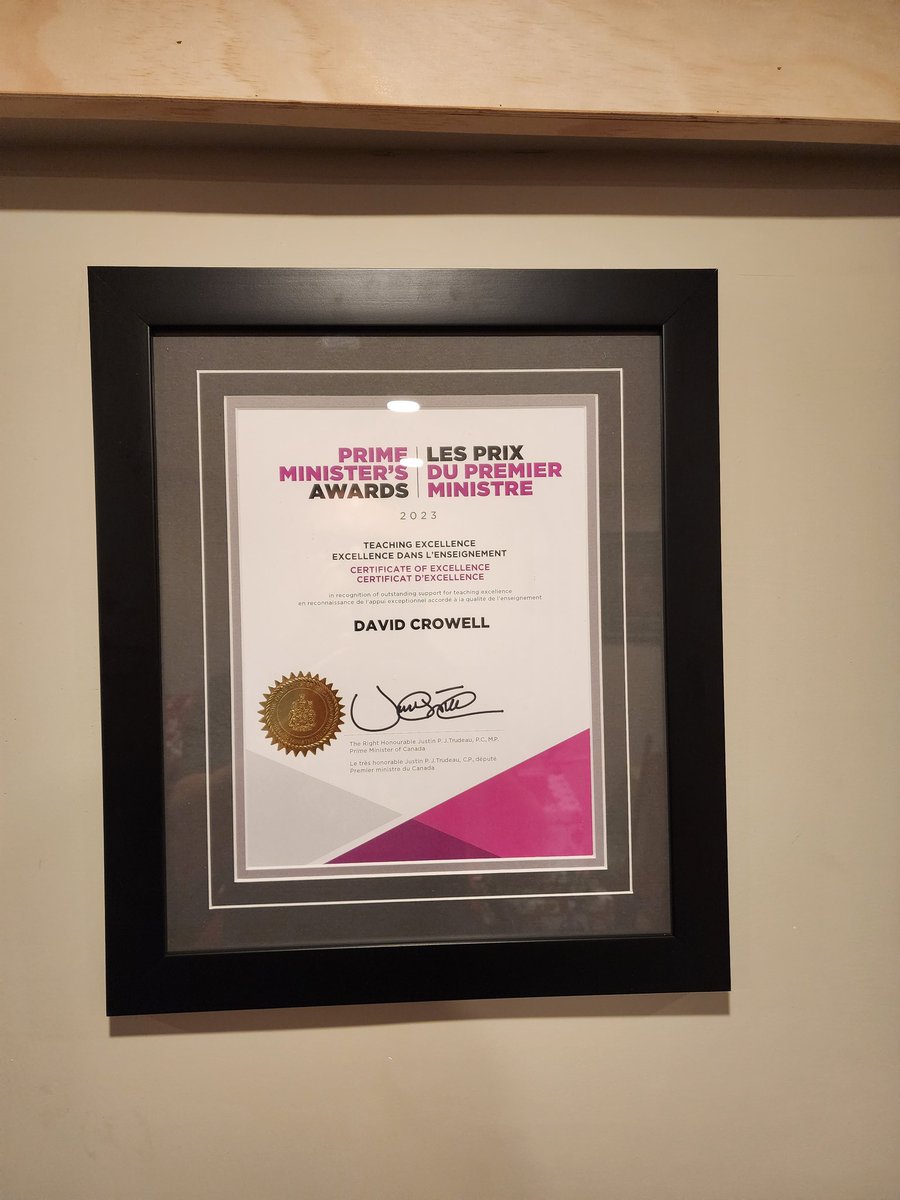 PRIME
MINISTER'S
AWARDS
LES PRIX
DU PREMIER
MINISTRE
2023
TEACHING EXCELLENCE
EXCELLENCE DANS L'ENSEIGNEMENT
CERTIFICATE OF EXCELLENCE
CERTIFICAT D'EXCELLENCE
in recognition of outstanding support for teaching excellence
en reconnaissance de l'appui exceptionnel accordé à la qualité de l'enseignement
DAVID CROWELL
The Right Honourable Justin P. J. Trudeau, P.C., M.P.
Prime Minister of Canada
Le très honorable Justin P. J. Trudeau, C.P., député
Premier ministre du Canada